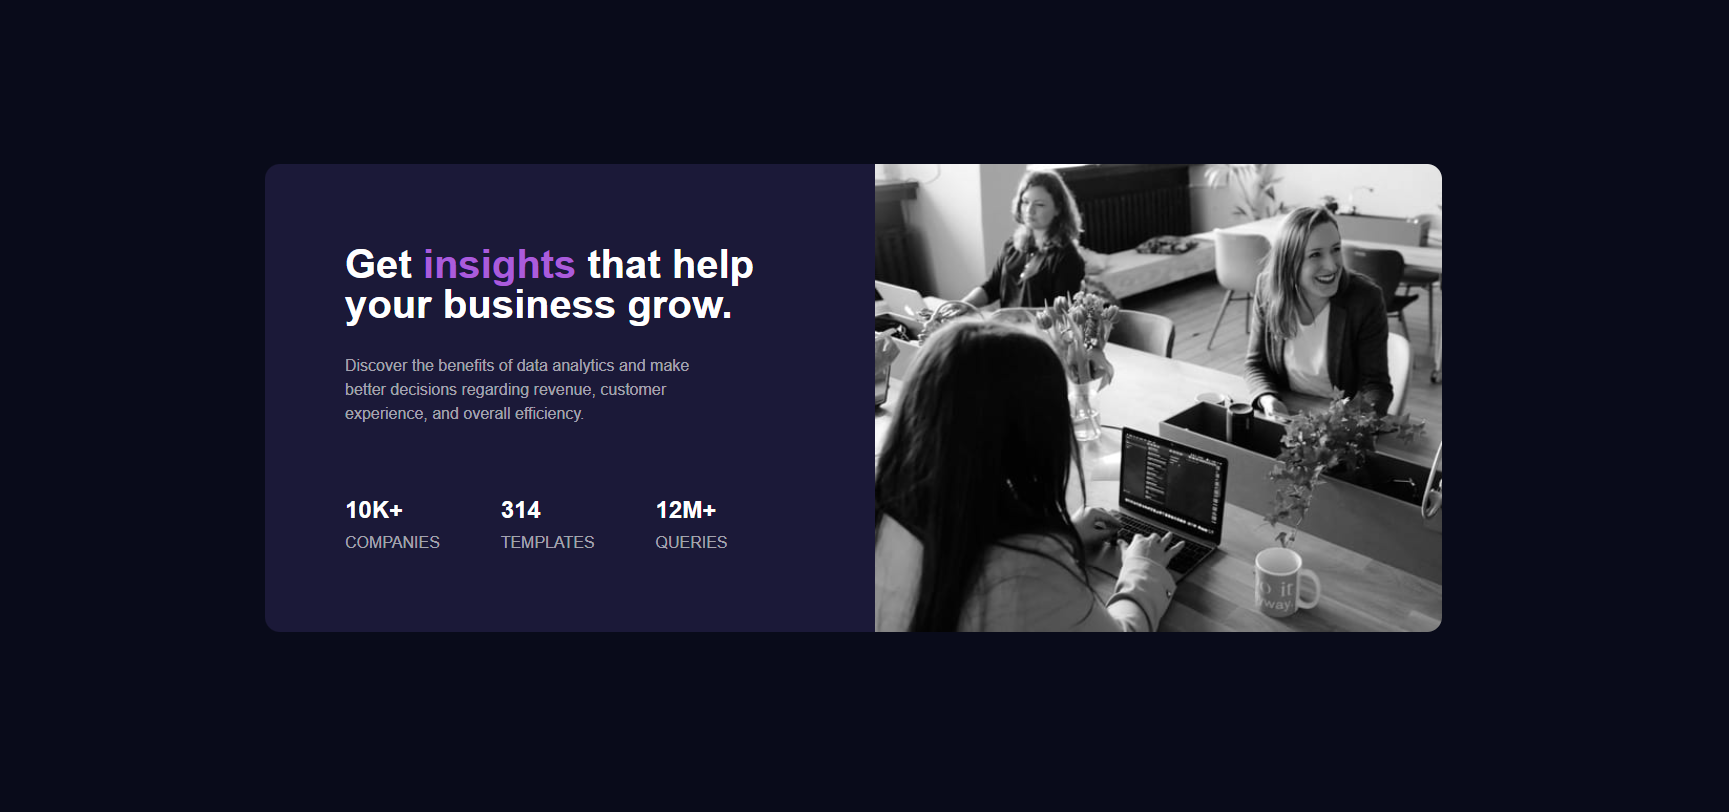 Get insights that help
your business grow.
Discover the benefits of data analytics and make
better decisions regarding revenue, customer
experience, and overall efficiency.
10K+ 314 12M+
COMPANIES TEMPLATES QUERIES